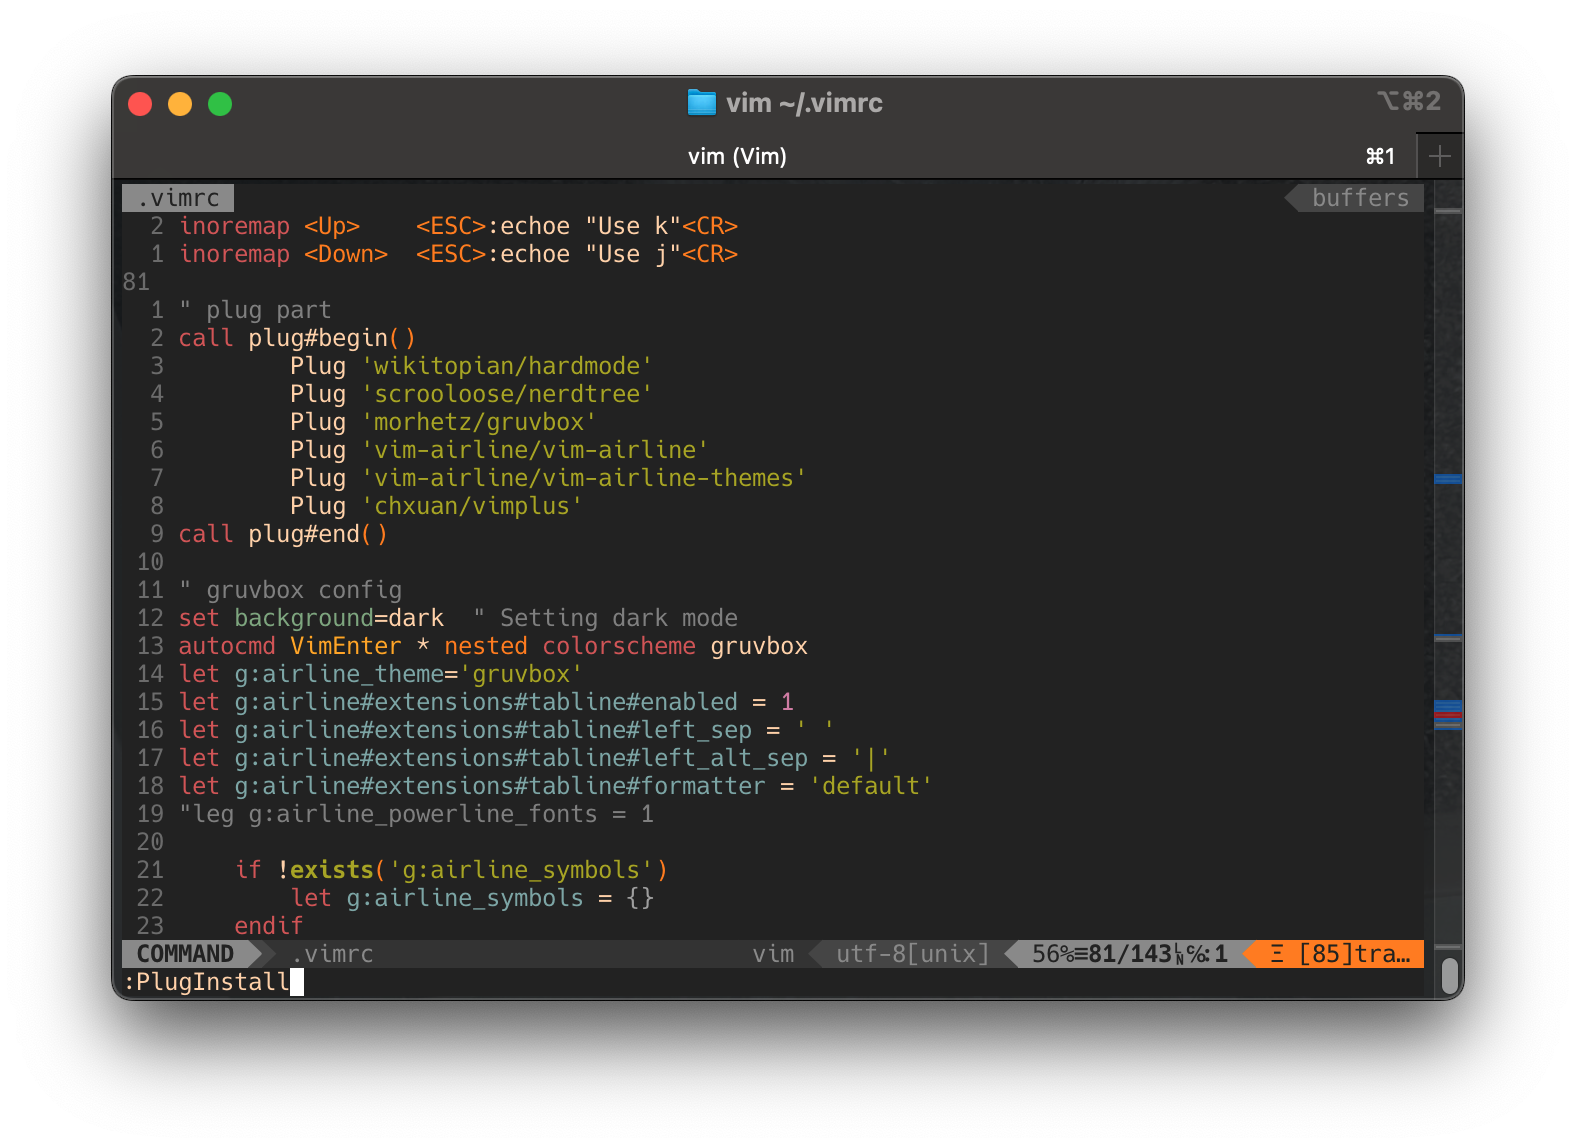 vim ~/.vimrc
⌥⌘2
vim (Vim)
⌘1
+
.vimrc
buffers
2 inoremap <Up>    <ESC>:echoe "Use k"<CR>
1 inoremap <Down>  <ESC>:echoe "Use j"<CR>
81
1 " plug part
2 call plug#begin()
3         Plug 'wikitopian/hardmode'
4         Plug 'scrooloose/nerdtree'
5         Plug 'morhetz/gruvbox'
6         Plug 'vim-airline/vim-airline'
7         Plug 'vim-airline/vim-airline-themes'
8         Plug 'chxuan/vimplus'
9 call plug#end()
10
11 " gruvbox config
12 set background=dark  " Setting dark mode
13 autocmd VimEnter * nested colorscheme gruvbox
14 let g:airline_theme='gruvbox'
15 let g:airline#extensions#tabline#enabled = 1
16 let g:airline#extensions#tabline#left_sep = ' '
17 let g:airline#extensions#tabline#left_alt_sep = '|'
18 let g:airline#extensions#tabline#formatter = 'default'
19 "leg g:airline_powerline_fonts = 1
20
21     if !exists('g:airline_symbols')
22         let g:airline_symbols = {}
23     endif
COMMAND  .vimrc  vim  utf-8[unix]  56%≡81/143␤℅:1  Ξ [85]tra…
:PlugInstall